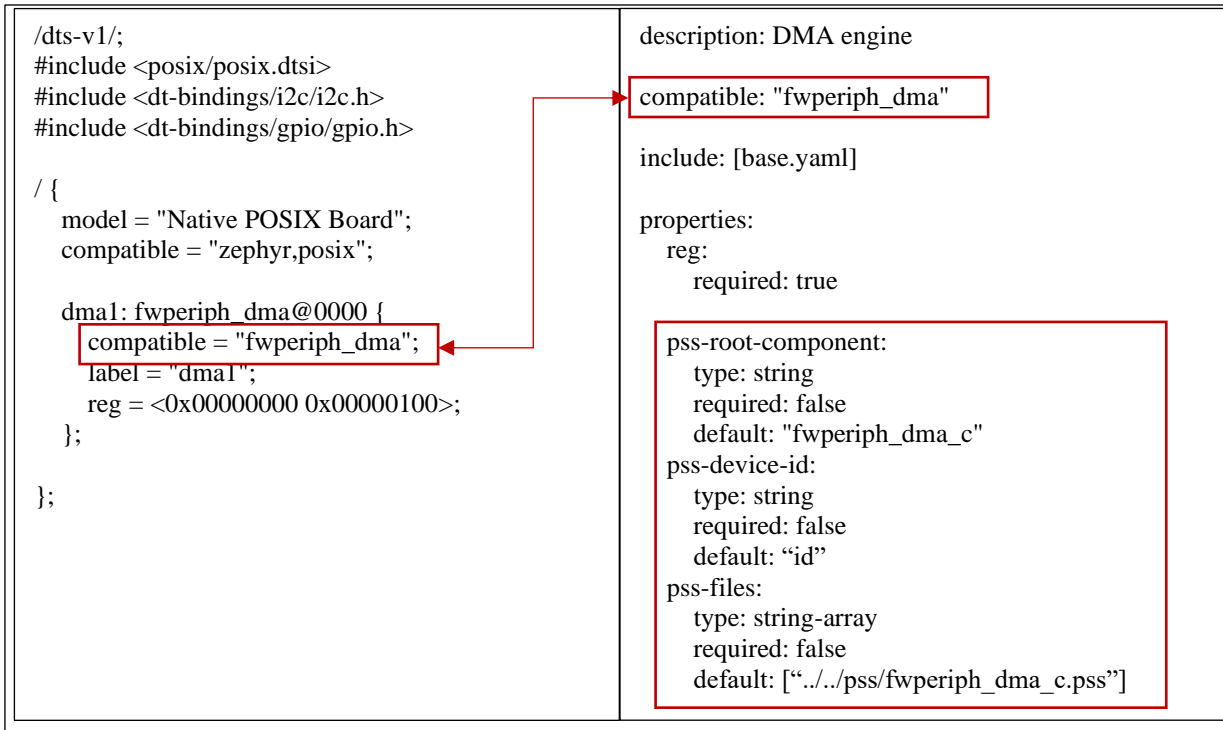 /dts-v1/;
#include <posix/posix.dtsi>
#include <dt-bindings/i2c/i2c.h>
#include <dt-bindings/gpio/gpio.h>
/ {
model = "Native POSIX Board";
compatible = "zephyr,posix";
dma1: fwperiph_dma@0000 {
compatible = "fwperiph_dma";
label = "dma1";
reg = <0x00000000 0x00000100>;
};
};
description: DMA engine
compatible: "fwperiph_dma"
include: [base.yaml]
properties:
reg:
required: true
pss-root-component:
type: string
required: false
default: "fwperiph_dma_c"
pss-device-id:
type: string
required: false
default: “id”
pss-files:
type: string-array
required: false
default: [“../../pss/fwperiph_dma_c.pss”]